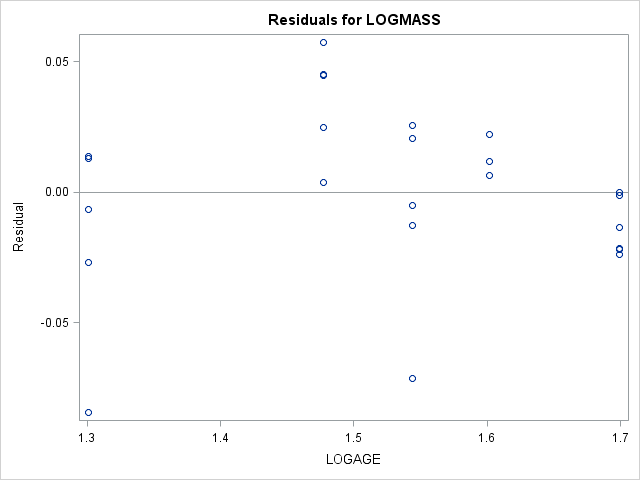 Residuals for LOGMASS
0.05
0.00
-0.05
Residual
1.3 1.4 1.5 1.6 1.7
LOGAGE